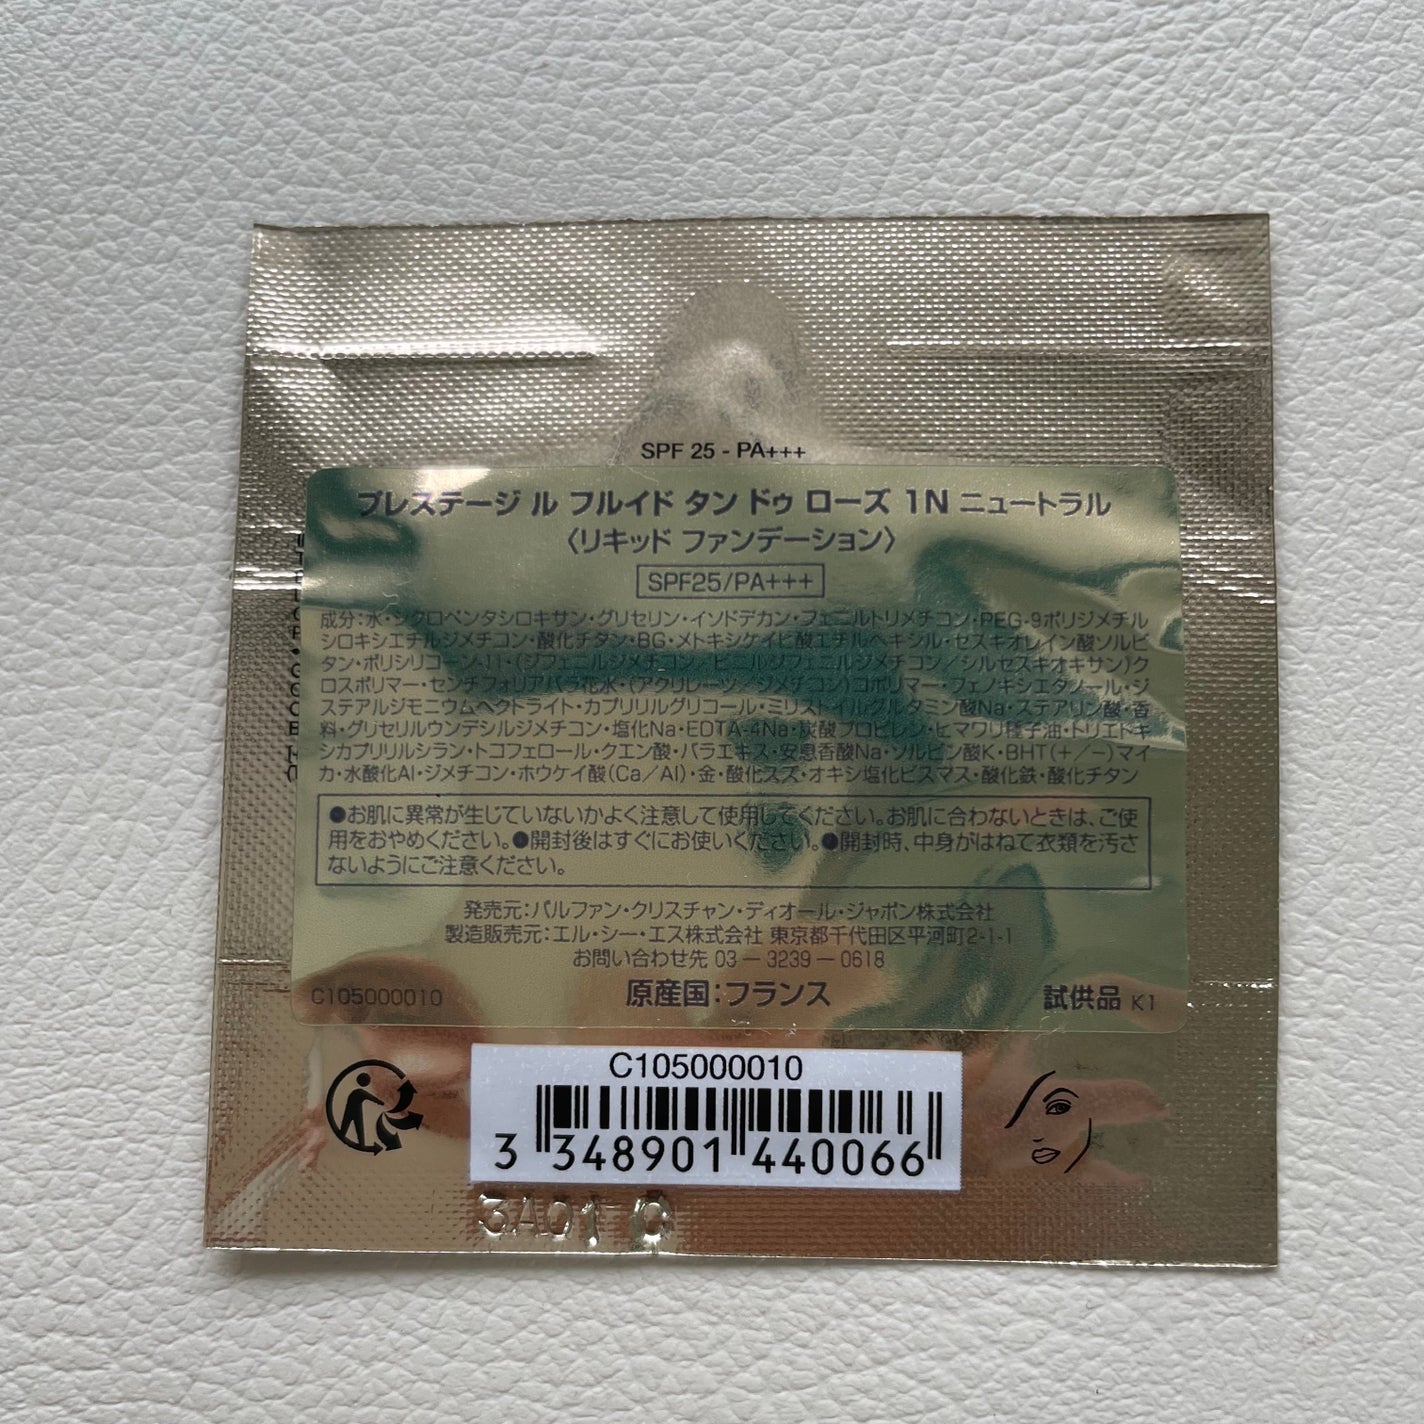 SPF 25 - PA+++
プレステージ ル フルイド タン ドゥ ローズ 1N ニュートラル
〈リキッド ファンデーション〉
SPF25/PA+++
成分:水・シクロペンタシロキサン・グリセリン・イソドデカン・フェニルトリメチコン・PEG-9ポリジメチル
シロキシエチルジメチコン・酸化チタン・BG・メトキシケイヒ酸エチルヘキシル・セスキオレイン酸ソルビ
タン・ポリシリコーン-11・(ジフェニルジメチコン/ビニルジフェニルジメチコン/シルセスキオキサン)ク
ロスポリマー・センチフォリアバラ花水・(アクリレーツ/ジメチコン)コポリマー・フェノキシエタノール・ジ
ステアルジモニウムヘクトライト・カプリリルグリコール・ミリストイルグルタミン酸Na・ステアリン酸・香
料・グリセリルウンデシルジメチコン・塩化Na・EDTA-4Na・炭酸プロピレン・ヒマワリ種子油・トリエトキ
シカプリリルシラン・トコフェロール・クエン酸・バラエキス・安息香酸Na・ソルビン酸K・BHT(+/-)マイ
カ・水酸化Al・ジメチコン・ホウケイ酸(Ca/Al)・金・酸化スズ・オキシ塩化ビスマス・酸化鉄・酸化チタン
●お肌に異常が生じていないかよく注意して使用してください。お肌に合わないときは、ご使
用をおやめください。●開封後はすぐにお使いください。●開封時、中身がはねて衣類を汚さ
ないようにご注意ください。
発売元:パルファン・クリスチャン・ディオール・ジャポン株式会社
製造販売元:エル・シー・エス株式会社 東京都千代田区平河町2-1-1
お問い合わせ先 03-3239-0618
C105000010 原産国:フランス 試供品 K1
C105000010
3 348901 440066
3A01